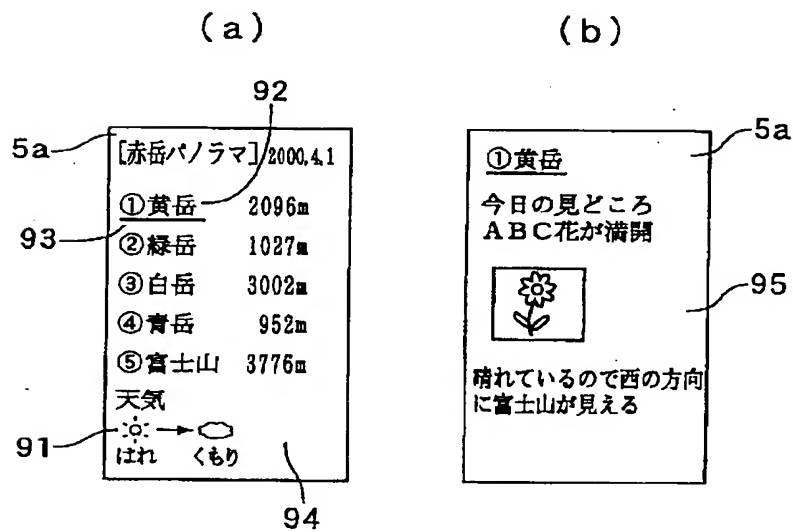 (a)
(b)
92
5a
[赤岳パノラマ] 2000.4.1
①黄岳 2096m
93
②緑岳 1027m
③白岳 3002m
④青岳 952m
⑤富士山 3776m
天気
91
はれ くもり
94
5a
①黄岳
今日の見どころ
ABC花が満開
95
晴れているので西の方向
に富士山が見える